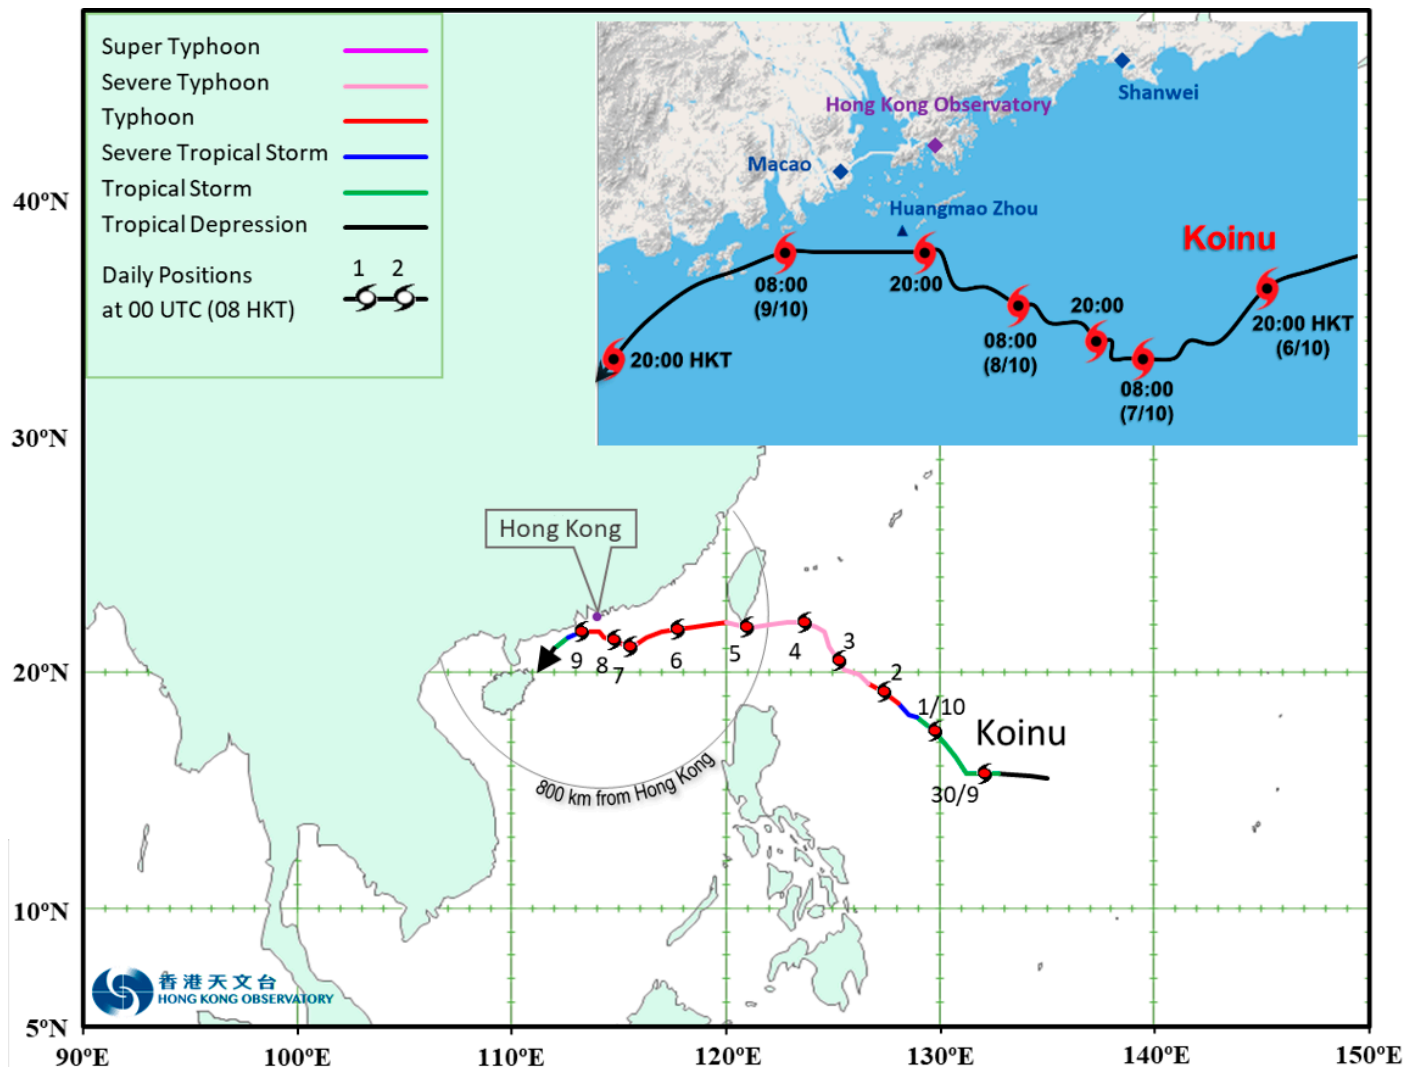 Super Typhoon
Severe Typhoon
Typhoon
Severe Tropical Storm
Tropical Storm
Tropical Depression
Daily Positions
at 00 UTC (08 HKT)
1 2
Shanwei
Hong Kong Observatory
Macao
Huangmao Zhou
Koinu
08:00
(9/10)
20:00
08:00
(8/10)
20:00
08:00
(7/10)
20:00 HKT
(6/10)
20:00 HKT
40ºN
30ºN
20ºN
10ºN
5ºN
Hong Kong
9
8
7
6
5
4
3
2
1/10
30/9
Koinu
800 km from Hong Kong
香港天文台
HONG KONG OBSERVATORY
90ºE
100ºE
110ºE
120ºE
130ºE
140ºE
150ºE